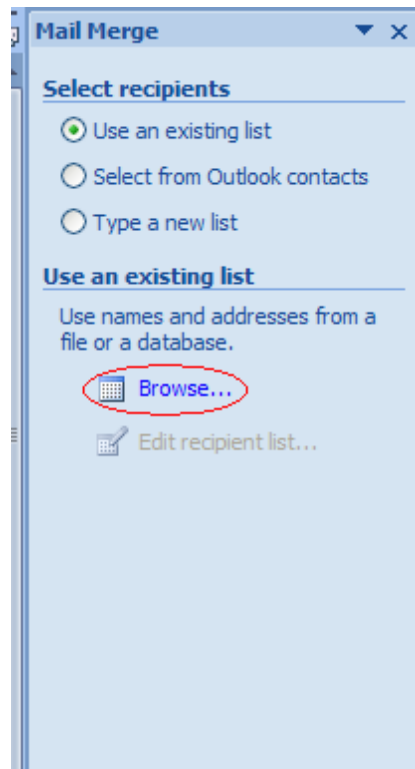 Mail Merge
Select recipients
Use an existing list
Select from Outlook contacts
Type a new list
Use an existing list
Use names and addresses from a
file or a database.
Browse...
Edit recipient list...